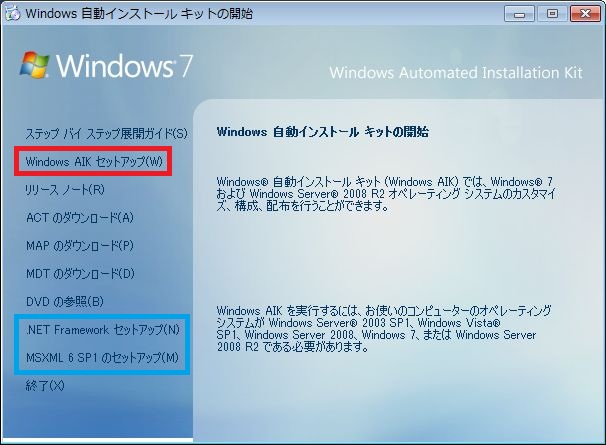 Windows 自動インストール キットの開始
Windows 7
Windows Automated Installation Kit
ステップ バイ ステップ展開ガイド(S)
Windows AIK セットアップ(W)
リリース ノート(R)
ACT のダウンロード(A)
MAP のダウンロード(P)
MDT のダウンロード(D)
DVD の参照(B)
.NET Framework セットアップ(N)
MSXML 6 SP1 のセットアップ(M)
終了(X)
Windows 自動インストール キットの開始
Windows® 自動インストール キット (Windows AIK) では、Windows® 7
および Windows Server® 2008 R2 オペレーティング システムのカスタマイ
ズ、構成、配布を行うことができます。
Windows AIK を実行するには、お使いのコンピューターのオペレーティング
システムが Windows Server® 2003 SP1、Windows Vista®
SP1、Windows Server 2008、Windows 7、または Windows Server
2008 R2 である必要があります。